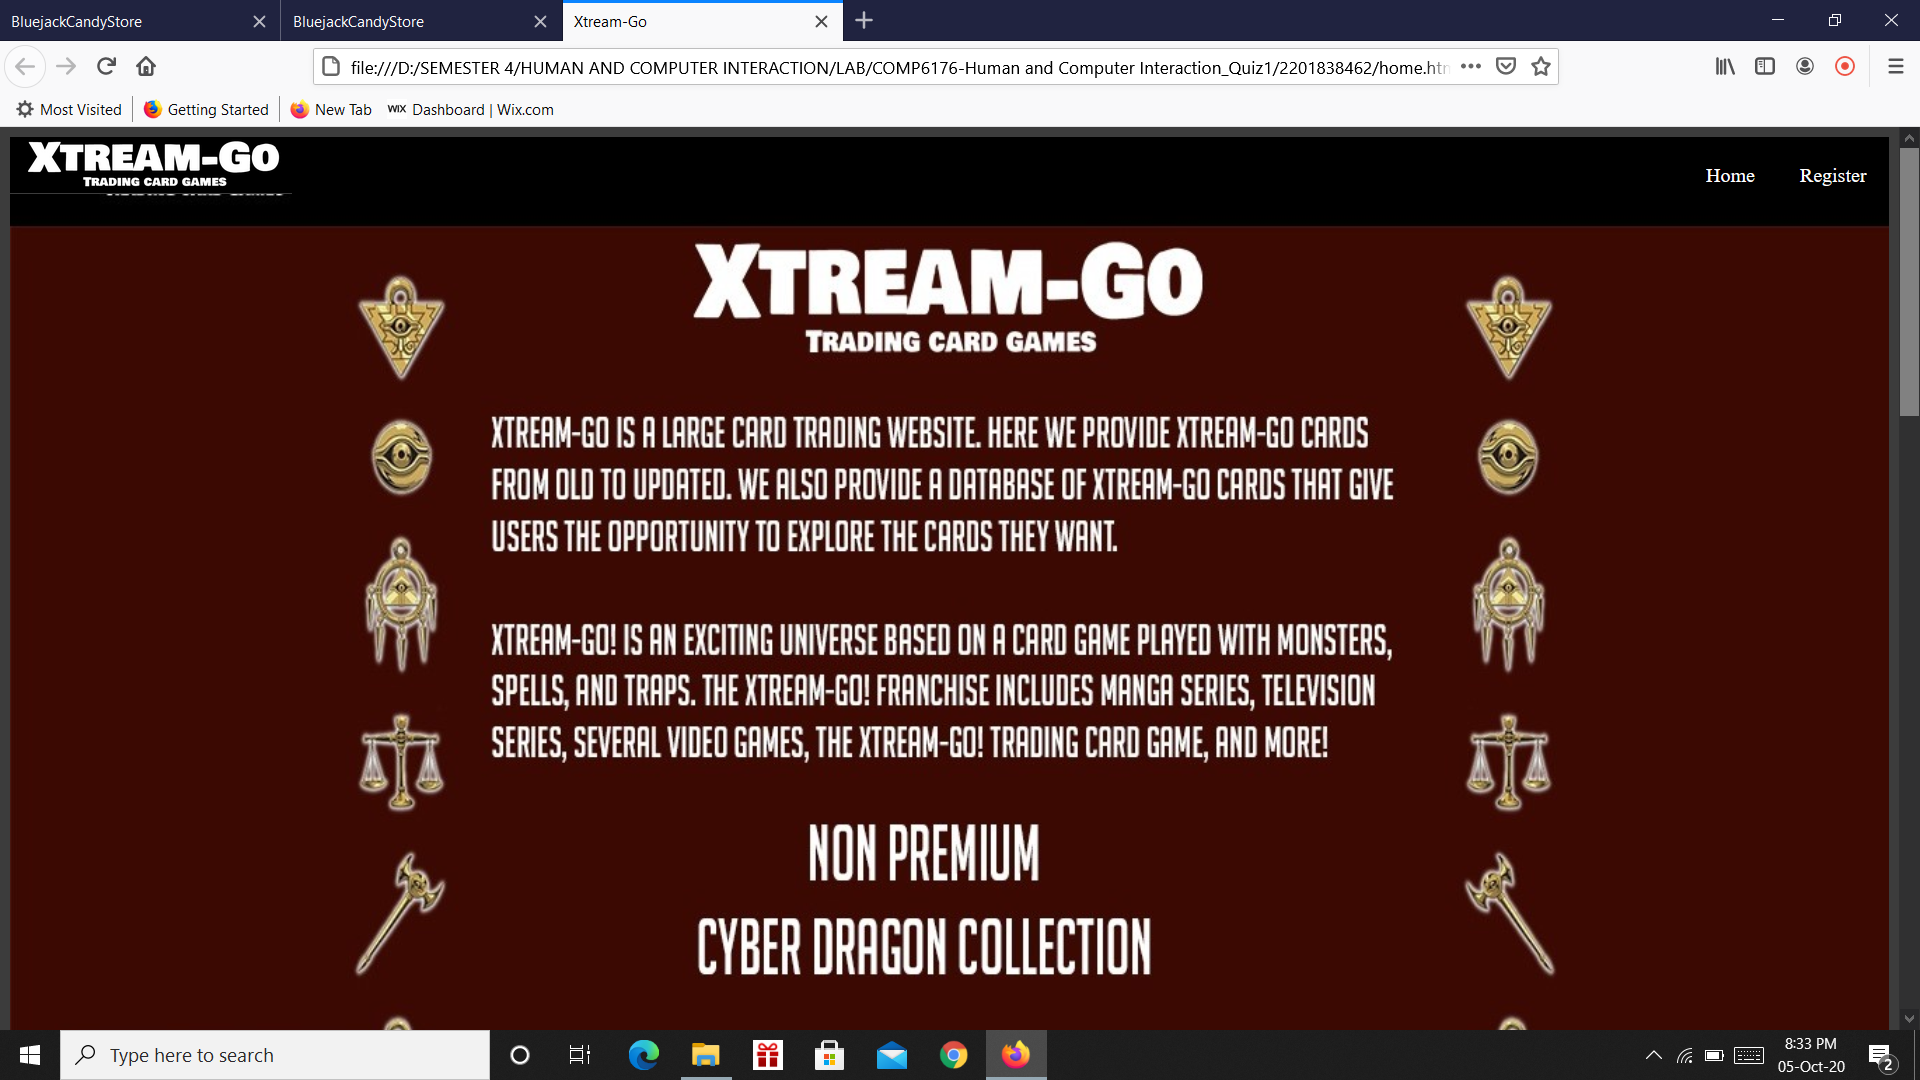 BluejackCandyStore
BluejackCandyStore
Xtream-Go
file:///D:/SEMESTER 4/HUMAN AND COMPUTER INTERACTION/LAB/COMP6176-Human and Computer Interaction_Quiz1/2201838462/home.htm
Most Visited
Getting Started
New Tab
WIX Dashboard | Wix.com
XTREAM-GO
TRADING CARD GAMES
TRADING CARD GAMES
Home
Register
XTREAM-GO
TRADING CARD GAMES
XTREAM-GO IS A LARGE CARD TRADING WEBSITE. HERE WE PROVIDE XTREAM-GO CARDS
FROM OLD TO UPDATED. WE ALSO PROVIDE A DATABASE OF XTREAM-GO CARDS THAT GIVE
USERS THE OPPORTUNITY TO EXPLORE THE CARDS THEY WANT.
XTREAM-GO! IS AN EXCITING UNIVERSE BASED ON A CARD GAME PLAYED WITH MONSTERS,
SPELLS, AND TRAPS. THE XTREAM-GO! FRANCHISE INCLUDES MANGA SERIES, TELEVISION
SERIES, SEVERAL VIDEO GAMES, THE XTREAM-GO! TRADING CARD GAME, AND MORE!
NON PREMIUM
CYBER DRAGON COLLECTION
Type here to search
8:33 PM
05-Oct-20
2